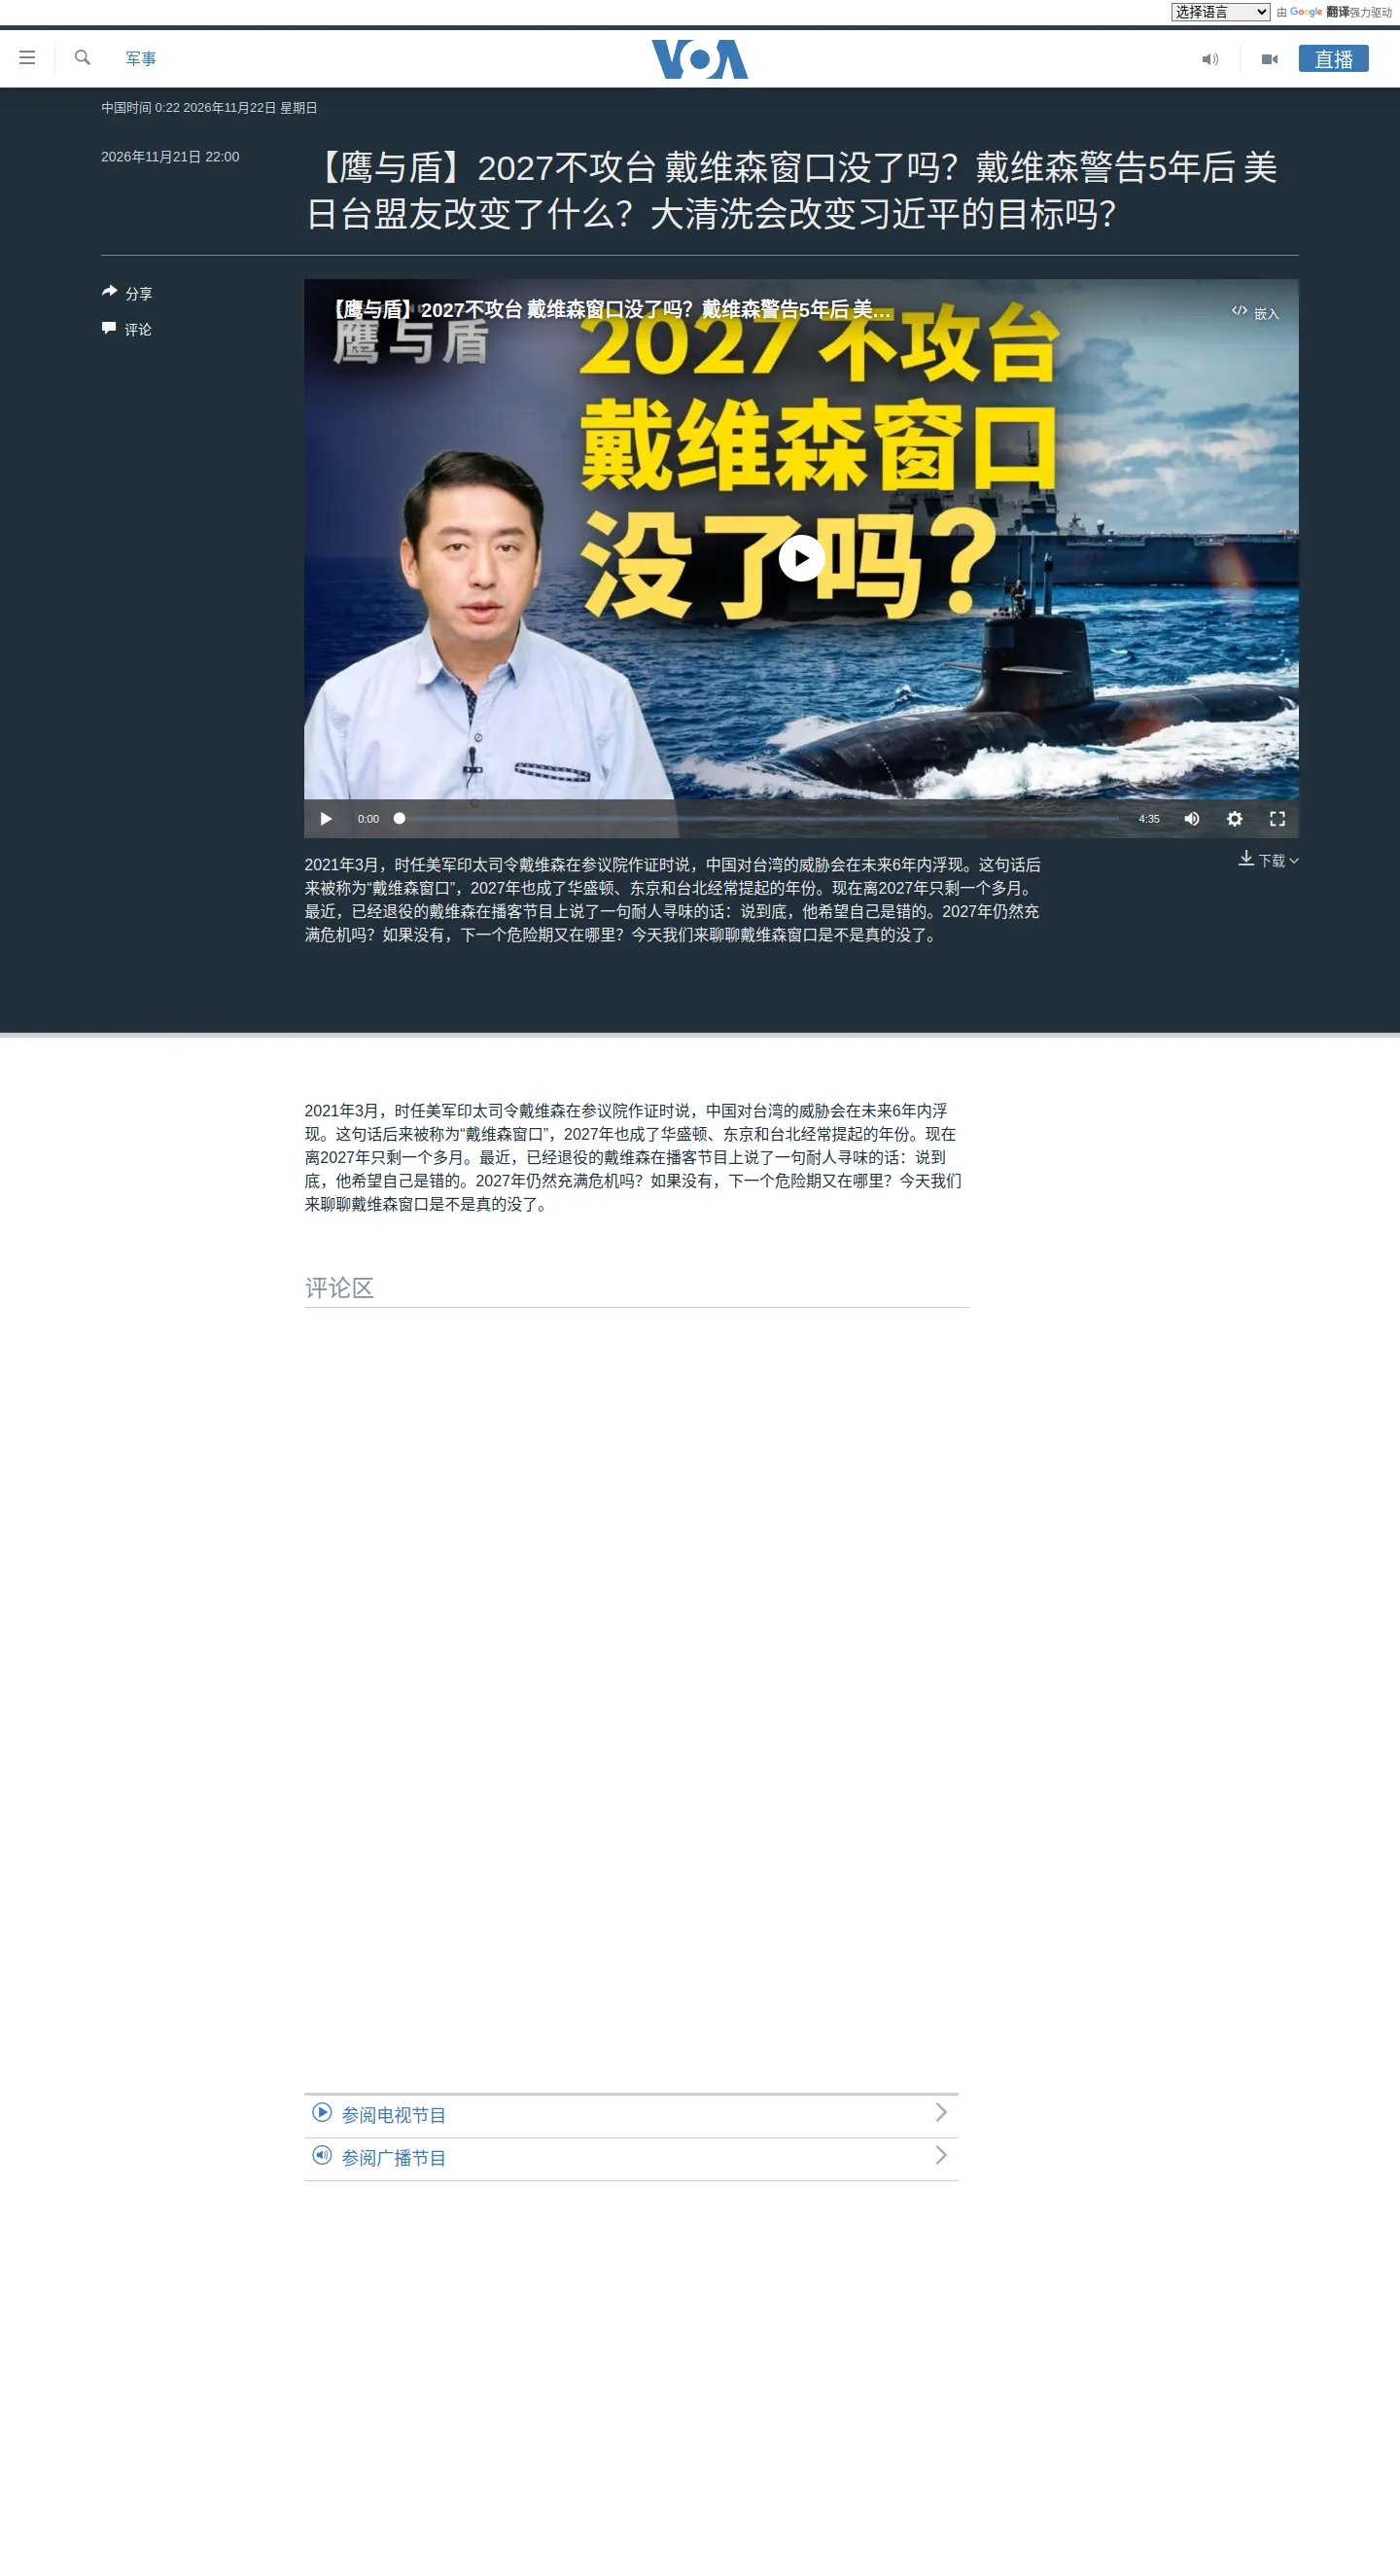 选择语言 由 Google 翻译强力驱动
军事
VOA
直播
中国时间 0:22 2026年11月22日 星期日
2026年11月21日 22:00
【鹰与盾】2027不攻台 戴维森窗口没了吗？戴维森警告5年后 美
日台盟友改变了什么？大清洗会改变习近平的目标吗？
分享
评论
【鹰与盾】2027不攻台 戴维森窗口没了吗？戴维森警告5年后 美...
嵌入
鹰与盾
2027不攻台
戴维森窗口
没了吗？
0:00
4:35
下载
2021年3月，时任美军印太司令戴维森在参议院作证时说，中国对台湾的威胁会在未来6年内浮现。这句话后
来被称为“戴维森窗口”，2027年也成了华盛顿、东京和台北经常提起的年份。现在离2027年只剩一个多月。
最近，已经退役的戴维森在播客节目上说了一句耐人寻味的话：说到底，他希望自己是错的。2027年仍然充
满危机吗？如果没有，下一个危险期又在哪里？今天我们来聊聊戴维森窗口是不是真的没了。
2021年3月，时任美军印太司令戴维森在参议院作证时说，中国对台湾的威胁会在未来6年内浮
现。这句话后来被称为“戴维森窗口”，2027年也成了华盛顿、东京和台北经常提起的年份。现在
离2027年只剩一个多月。最近，已经退役的戴维森在播客节目上说了一句耐人寻味的话：说到
底，他希望自己是错的。2027年仍然充满危机吗？如果没有，下一个危险期又在哪里？今天我们
来聊聊戴维森窗口是不是真的没了。
评论区
参阅电视节目
参阅广播节目